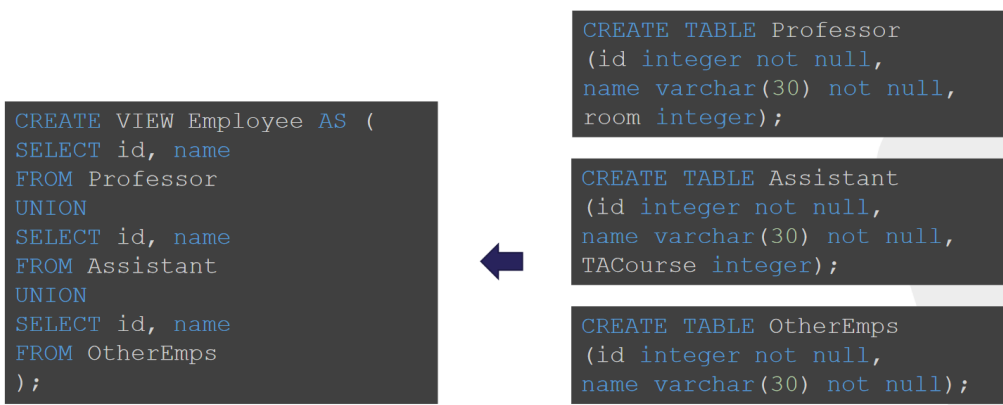 CREATE VIEW Employee AS (
SELECT id, name
FROM Professor
UNION
SELECT id, name
FROM Assistant
UNION
SELECT id, name
FROM OtherEmps
);
CREATE TABLE Professor
(id integer not null,
name varchar(30) not null,
room integer);
CREATE TABLE Assistant
(id integer not null,
name varchar(30) not null,
TACourse integer);
CREATE TABLE OtherEmps
(id integer not null,
name varchar(30) not null);